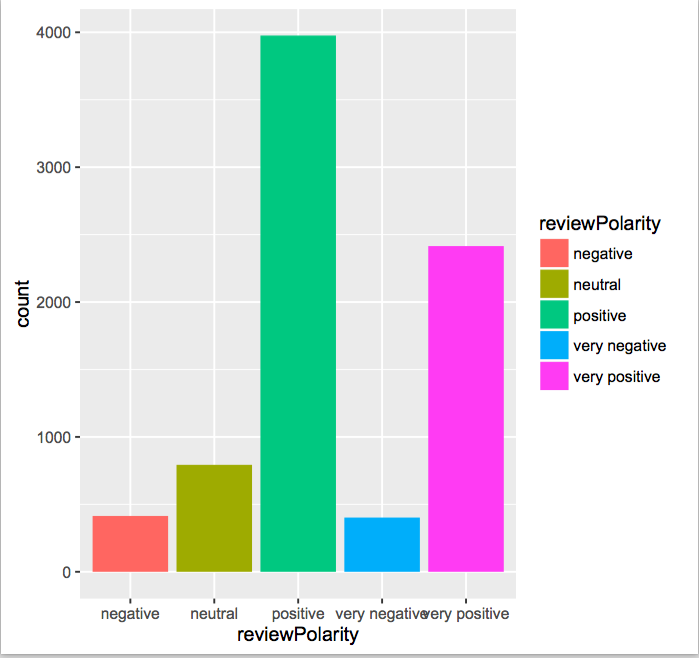 4000
3000
2000
1000
0
count
negative neutral positive very negative very positive
reviewPolarity
reviewPolarity
negative
neutral
positive
very negative
very positive